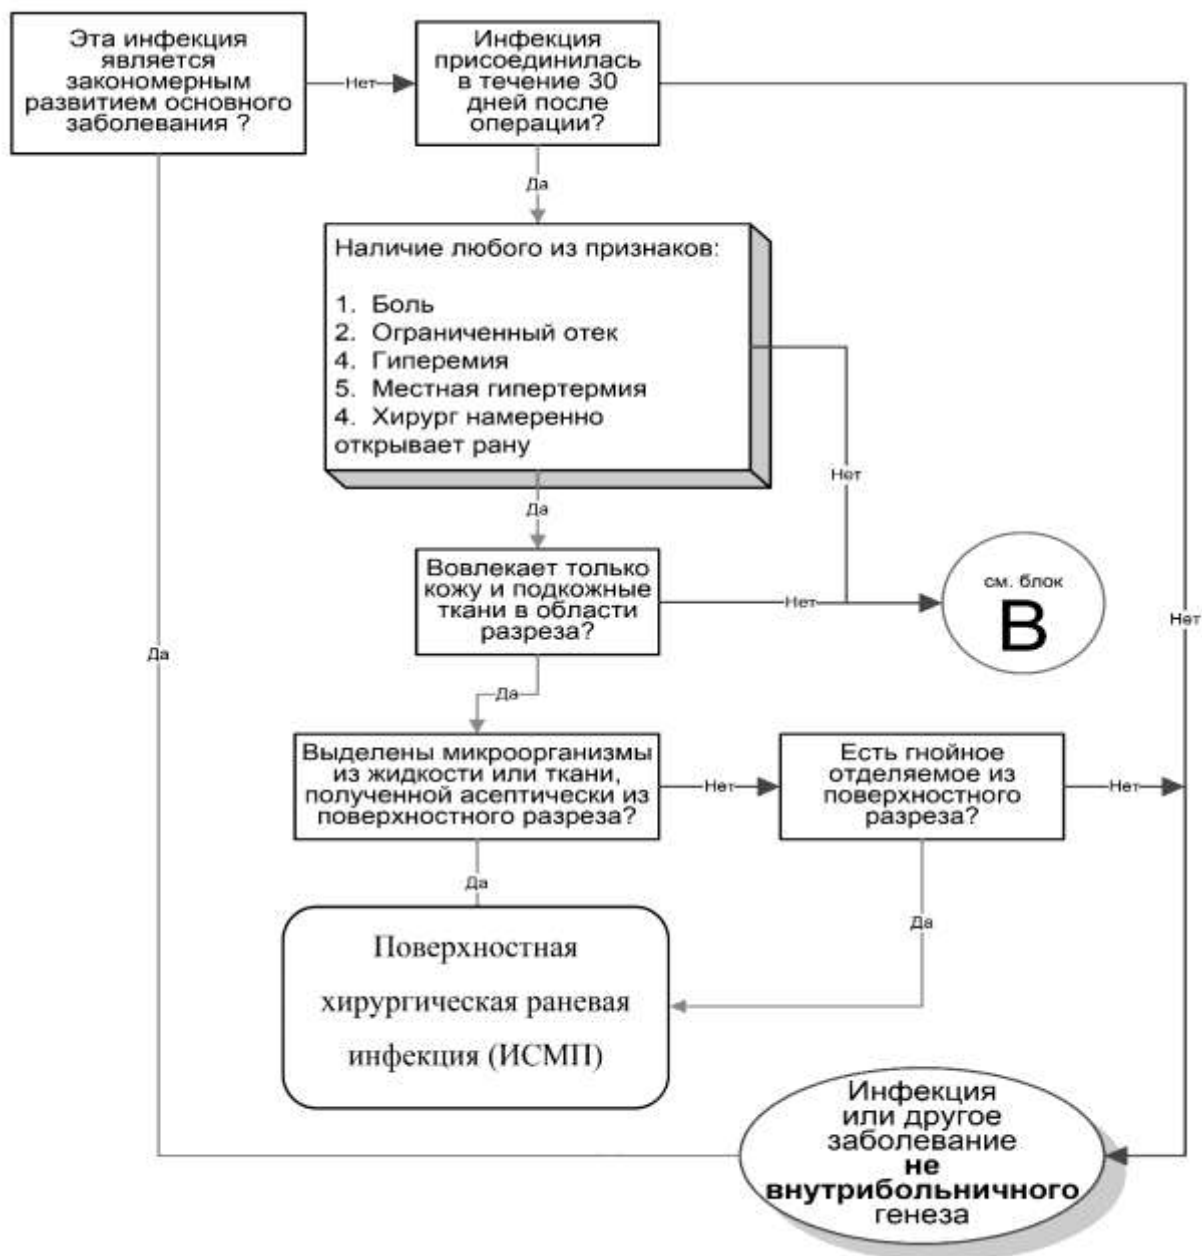 Эта инфекция
является
закономерным
развитием основного
заболевания ?
Нет
Инфекция
присоединилась
в течение 30
дней после
операции?
Да
Наличие любого из признаков:
1. Боль
2. Ограниченный отек
4. Гиперемия
5. Местная гипертермия
4. Хирург намеренно
открывает рану
Нет
Да
Вовлекает только
кожу и подкожные
ткани в области
разреза?
Нет
см. блок
В
Нет
Да
Да
Выделены микроорганизмы
из жидкости или ткани,
полученной асептически из
поверхностного разреза?
Нет
Есть гнойное
отделяемое из
поверхностного
разреза?
Нет
Да
Да
Поверхностная
хирургическая раневая
инфекция (ИСМП)
Инфекция
или другое
заболевание
не
внутрибольничного
генеза